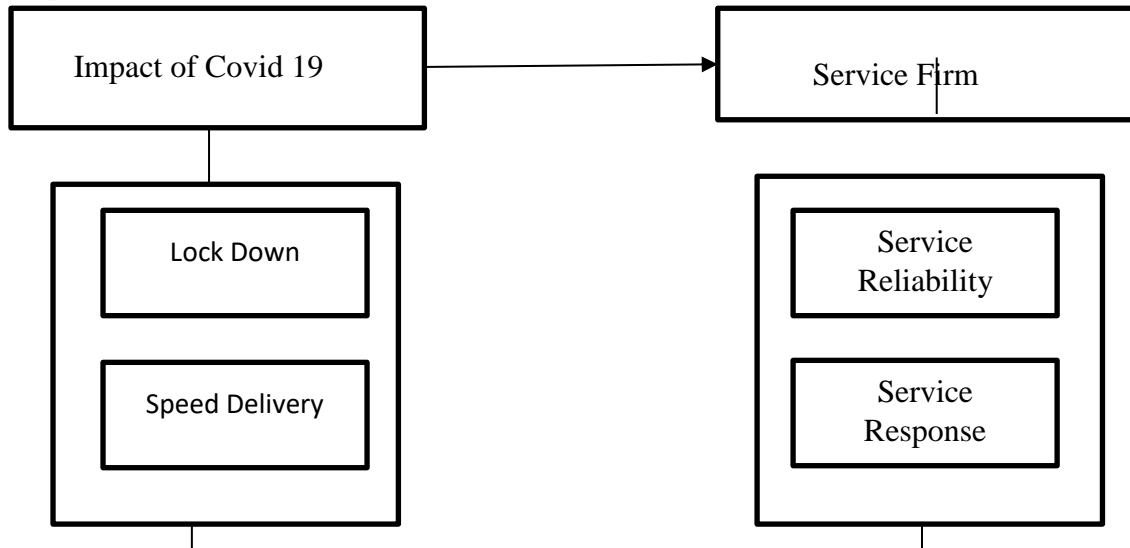 Impact of Covid 19
Service Firm
Lock Down
Speed Delivery
Service
Reliability
Service
Response